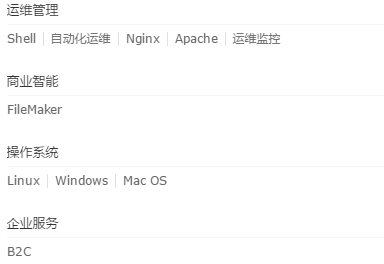 运维管理
Shell 自动化运维 Nginx Apache 运维监控
商业智能
FileMaker
操作系统
Linux Windows Mac OS
企业服务
B2C